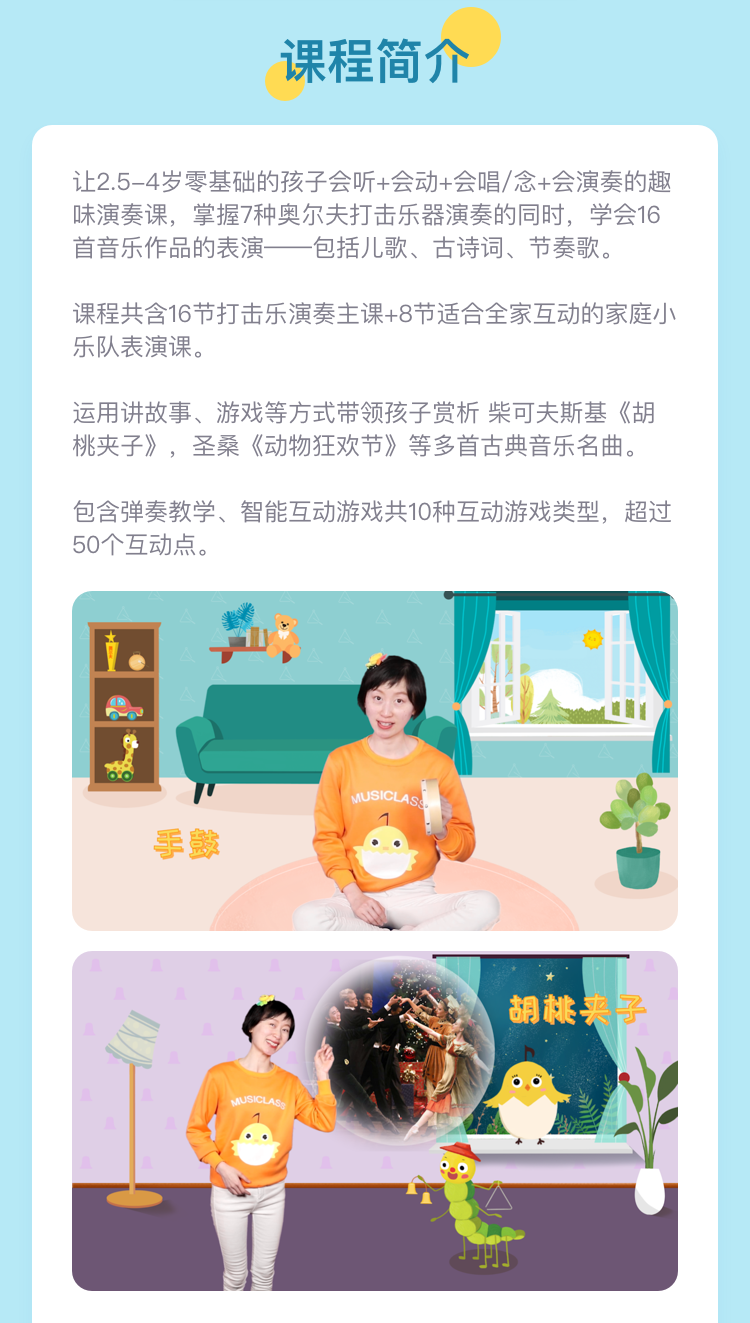 课程简介
让2.5-4岁零基础的孩子会听+会动+会唱/念+会演奏的趣
味演奏课，掌握7种奥尔夫打击乐器演奏的同时，学会16
首音乐作品的表演——包括儿歌、古诗词、节奏歌。
课程共含16节打击乐演奏主课+8节适合全家互动的家庭小
乐队表演课。
运用讲故事、游戏等方式带领孩子赏析 柴可夫斯基《胡
桃夹子》，圣桑《动物狂欢节》等多首古典音乐名曲。
包含弹奏教学、智能互动游戏共10种互动游戏类型，超过
50个互动点。
MUSICLASS
手鼓
胡桃夹子
MUSICLASS